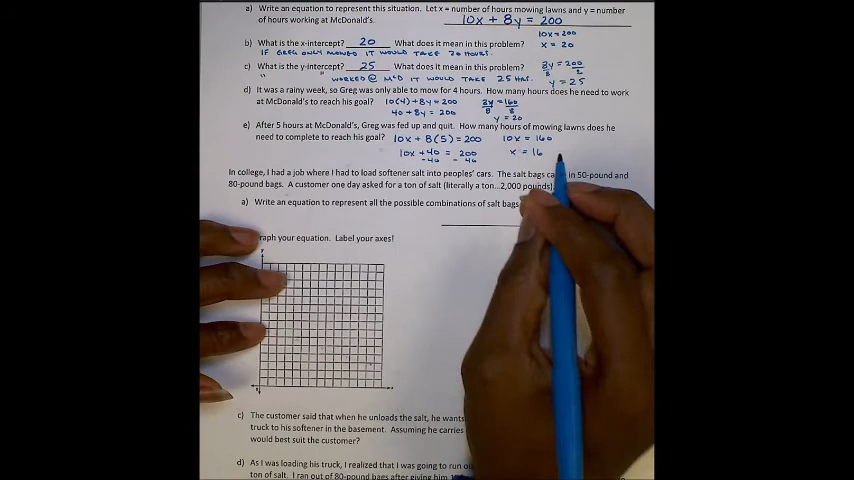 a) Write an equation to represent this situation. Let x = number of hours mowing lawns and y = number
of hours working at McDonald's. 10x + 8y = 200
10x = 200
b) What is the x-intercept? 20 What does it mean in this problem? x = 20
IF GREG ONLY MOWED IT WOULD TAKE 20 HOURS.
c) What is the y-intercept? 25 What does it mean in this problem? 8y = 200
" " WORKED @ McD IT WOULD TAKE 25 HRS. y = 25
d) It was a rainy week, so Greg was only able to mow for 4 hours. How many hours does he need to work
at McDonald's to reach his goal? 10(4) + 8y = 200 8y = 160
40 + 8y = 200 8 8
y = 20
e) After 5 hours at McDonald's, Greg was fed up and quit. How many hours of mowing lawns does he
need to complete to reach his goal? 10x + 8(5) = 200 10x = 160
10x + 40 = 200 x = 16
-40 -40
In college, I had a job where I had to load softener salt into peoples' cars. The salt bags in 50-pound and
80-pound bags. A customer one day asked for a ton of salt (literally a ton...2,000 pounds).
a) Write an equation to represent all the possible combinations of salt bags
raph your equation. Label your axes!
y
x
c) The customer said that when he unloads the salt, he wants
truck to his softener in the basement. Assuming he carries
would best suit the customer?
d) As I was loading his truck, I realized that I was going to run
ton of salt. I ran out of 80-pound bags after giving him